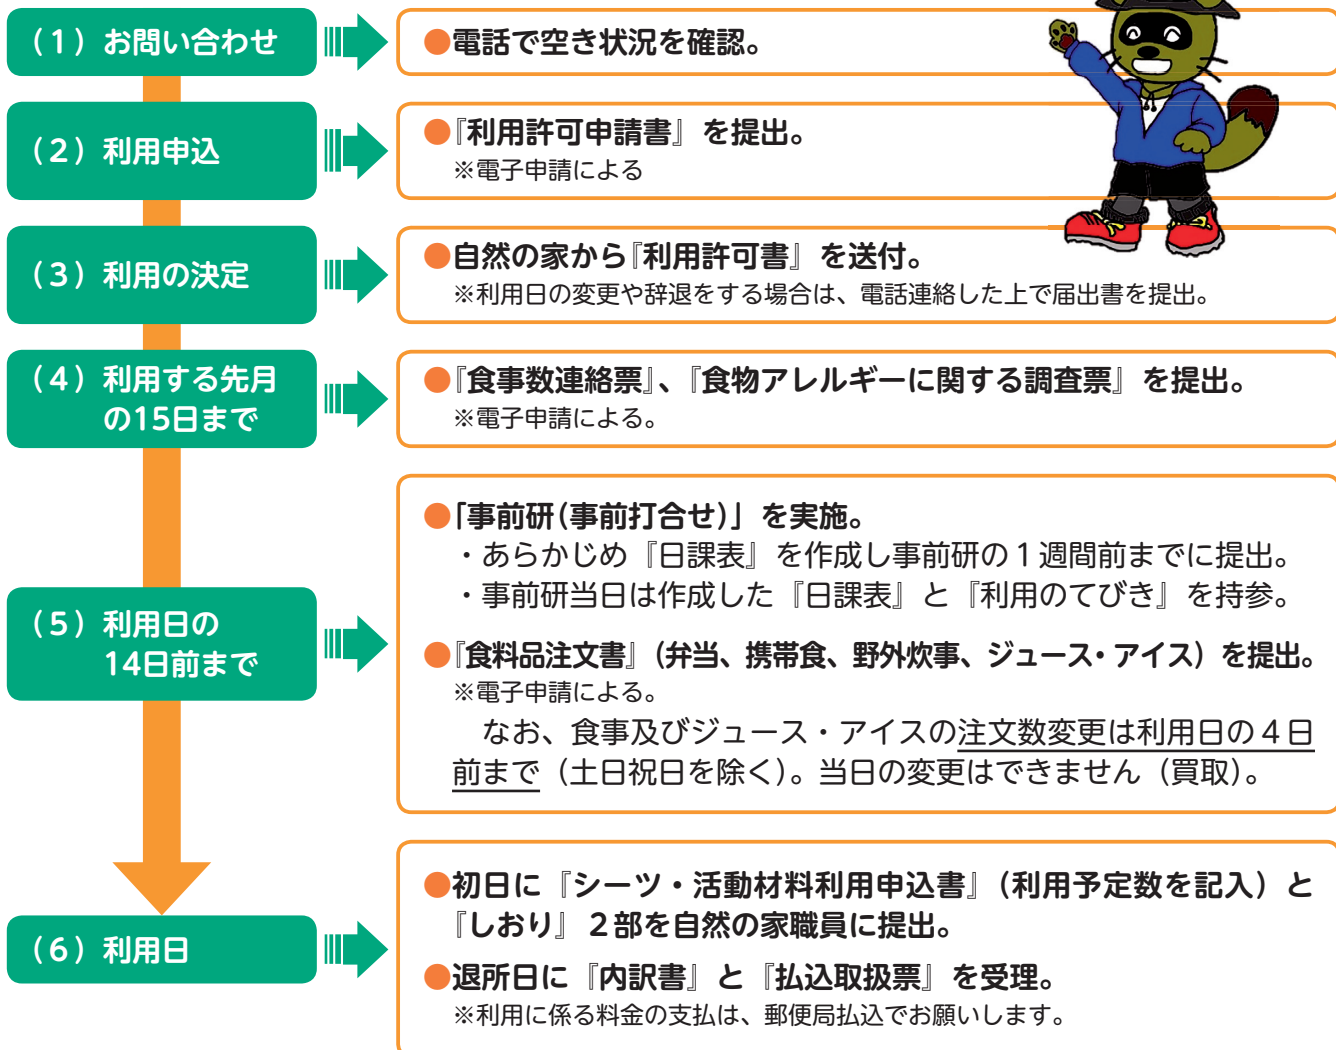 （１）お問い合わせ
●電話で空き状況を確認。
（２）利用申込
●『利用許可申請書』を提出。
※電子申請による
（３）利用の決定
●自然の家から『利用許可書』を送付。
※利用日の変更や辞退をする場合は、電話連絡した上で届出書を提出。
（４）利用する先月
の15日まで
●『食事数連絡票』、『食物アレルギーに関する調査票』を提出。
※電子申請による。
（５）利用日の
14日前まで
●「事前研（事前打合せ）」を実施。
・あらかじめ『日課表』を作成し事前研の１週間前までに提出。
・事前研当日は作成した『日課表』と『利用のてびき』を持参。
●『食料品注文書』（弁当、携帯食、野外炊事、ジュース・アイス）を提出。
※電子申請による。
なお、食事及びジュース・アイスの注文数変更は利用日の４日
前まで（土日祝日を除く）。当日の変更はできません（買取）。
（６）利用日
●初日に『シーツ・活動材料利用申込書』（利用予定数を記入）と
『しおり』２部を自然の家職員に提出。
●退所日に『内訳書』と『払込取扱票』を受理。
※利用に係る料金の支払は、郵便局払込でお願いします。